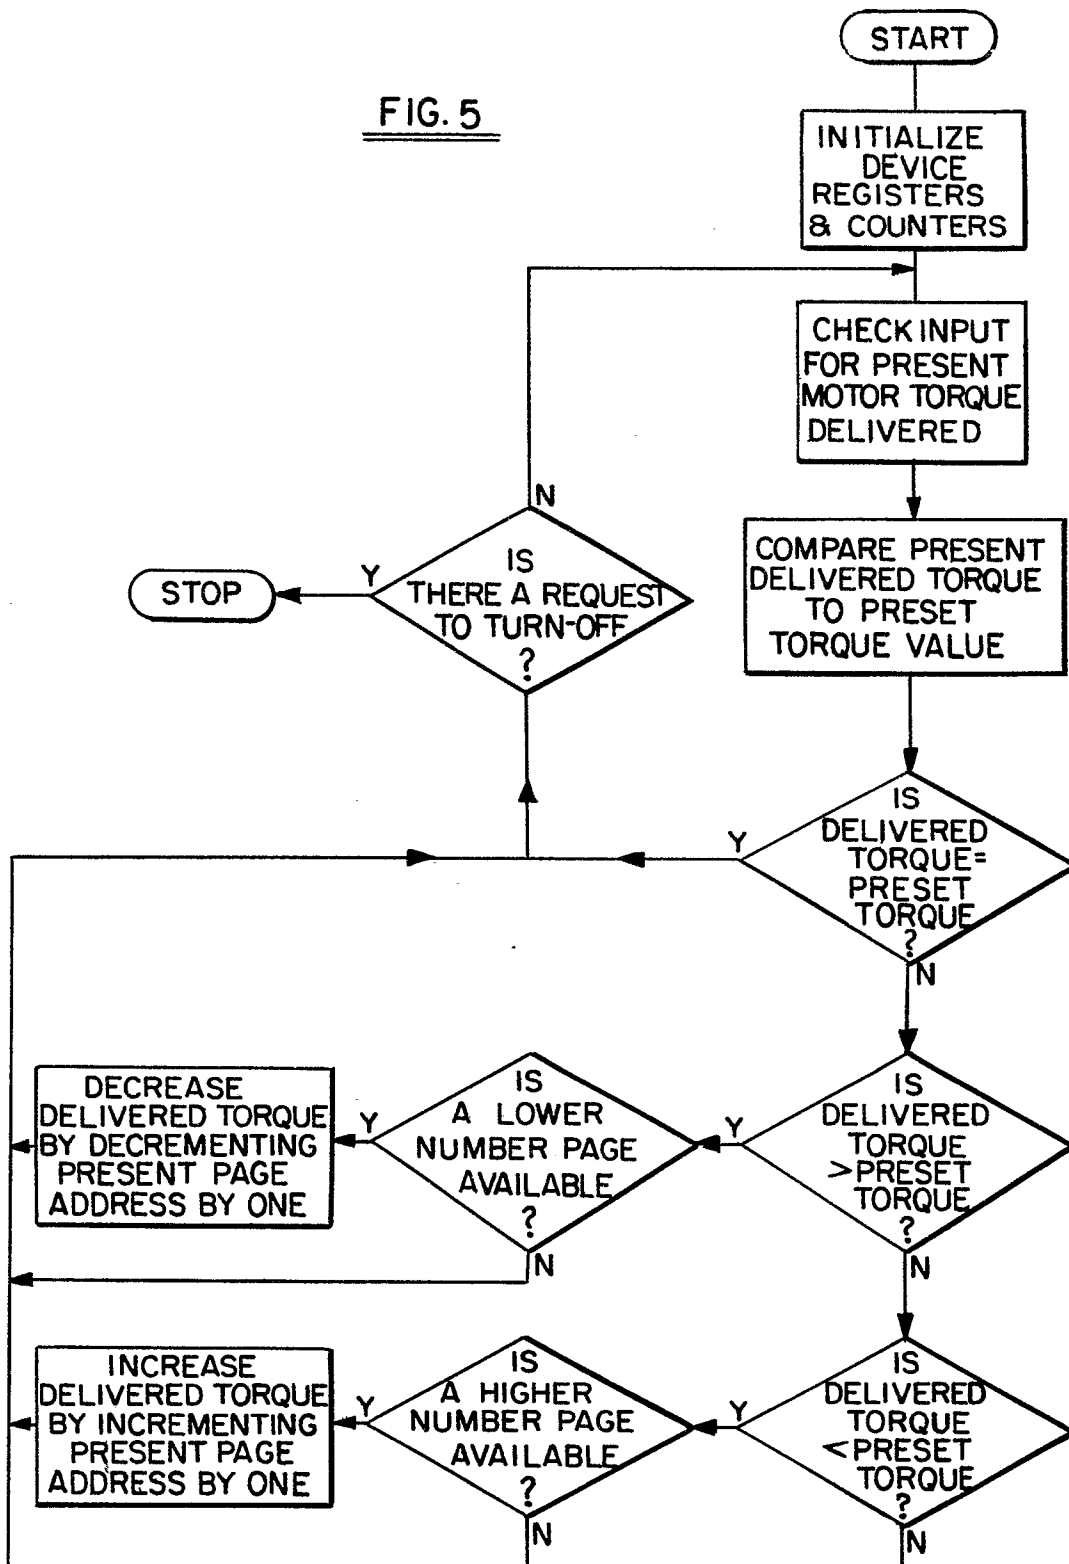 START
FIG. 5
INITIALIZE
DEVICE
REGISTERS
& COUNTERS
CHECK INPUT
FOR PRESENT
MOTOR TORQUE
DELIVERED
N
IS
THERE A REQUEST
TO TURN-OFF
?
Y
STOP
COMPARE PRESENT
DELIVERED TORQUE
TO PRESET
TORQUE VALUE
IS
DELIVERED
TORQUE=
PRESET
TORQUE
?
Y
N
IS
DELIVERED
TORQUE
>PRESET
TORQUE
?
Y
N
IS
A LOWER
NUMBER PAGE
AVAILABLE
?
Y
N
DECREASE
DELIVERED TORQUE
BY DECREMENTING
PRESENT PAGE
ADDRESS BY ONE
IS
DELIVERED
TORQUE
<PRESET
TORQUE
?
Y
N
IS
A HIGHER
NUMBER PAGE
AVAILABLE
?
Y
N
INCREASE
DELIVERED TORQUE
BY INCREMENTING
PRESENT PAGE
ADDRESS BY ONE